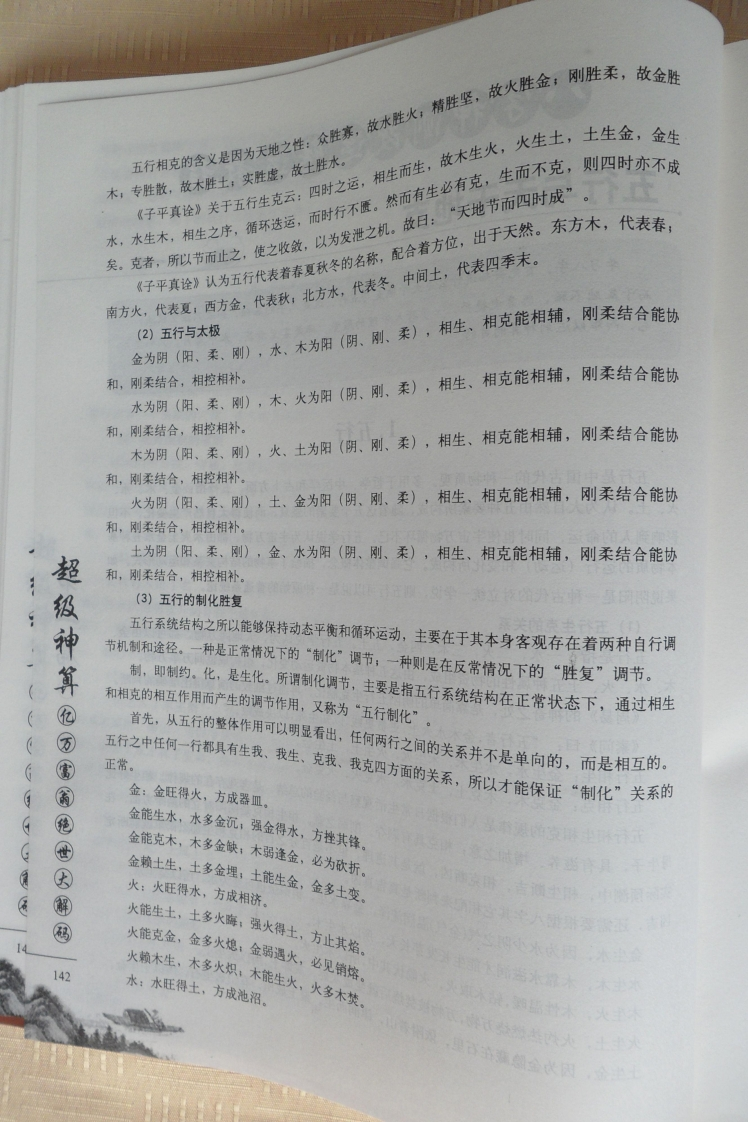 五行相克的含义是因为天地之性：众胜寡，故水胜火；精胜坚，故火胜金；刚胜柔，故金胜
木；专胜散，故木胜土；实胜虚，故土胜水。
《子平真诠》关于五行生克云：四时之运，相生而生，故木生火，火生土，土生金，金生
水，水生木，相生之序，循环迭运，而时行不匮。然而有生必有克，生而不克，则四时亦不成
矣。克者，所以节而止之，使之收敛，以为发泄之机。故曰：“天地节而四时成”。
《子平真诠》认为五行代表着春夏秋冬的名称，配合着方位，出于天然。东方木，代表春；
南方火，代表夏；西方金，代表秋；北方水，代表冬。中间土，代表四季末。
（2）五行与太极
金为阴（阳、柔、刚），水、木为阳（阴、刚、柔），相生、相克能相辅，刚柔结合能协
和，刚柔结合，相控相补。
水为阴（阳、柔、刚），木、火为阳（阴、刚、柔），相生、相克能相辅，刚柔结合能协
和，刚柔结合，相控相补。
木为阴（阳、柔、刚），火、土为阳（阴、刚、柔），相生、相克能相辅，刚柔结合能协
和，刚柔结合，相控相补。
火为阴（阳、柔、刚），土、金为阳（阴、刚、柔），相生、相克能相辅，刚柔结合能协
和，刚柔结合，相控相补。
土为阴（阳、柔、刚），金、水为阳（阴、刚、柔），相生、相克能相辅，刚柔结合能协
和，刚柔结合，相控相补。
（3）五行的制化胜复
五行系统结构之所以能够保持动态平衡和循环运动，主要在于其本身客观存在着两种自行调
节机制和途径。一种是正常情况下的“制化”调节；一种则是在反常情况下的“胜复”调节。
制，即制约。化，是生化。所谓制化调节，主要是指五行系统结构在正常状态下，通过相生
和相克的相互作用而产生的调节作用，又称为“五行制化”。
首先，从五行的整体作用可以明显看出，任何两行之间的关系并不是单向的，而是相互的。
五行之中任何一行都具有生我、我生、克我、我克四方面的关系，所以才能保证“制化”关系的
正常。
金：金旺得火，方成器皿。
金能生水，水多金沉；强金得水，方挫其锋。
金能克木，木多金缺；木弱逢金，必为砍折。
金赖土生，土多金埋；土能生金，金多土变。
火：火旺得水，方成相济。
火能生土，土多火晦；强火得土，方止其焰。
火能克金，金多火熄；金弱遇火，必见销熔。
火赖木生，木多火炽；木能生火，火多木焚。
水：水旺得土，方成池沼。
超级神算
亿万富翁绝世大解码
142
14